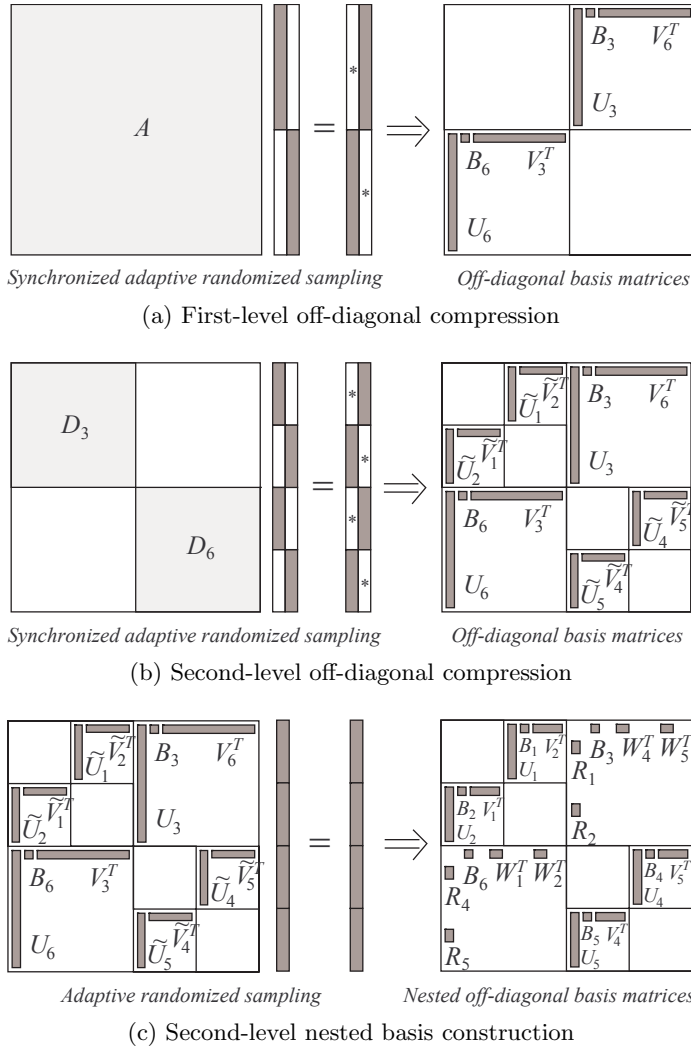 A = * * ⇒ B₃ V₆ᵀ
U₃
B₆ V₃ᵀ
U₆
Synchronized adaptive randomized sampling Off-diagonal basis matrices
(a) First-level off-diagonal compression
D₃ D₆ = * * * * ⇒ Ũ₁ Ṽ₂ᵀ B₃ V₆ᵀ
Ũ₂ Ṽ₁ᵀ U₃
B₆ V₃ᵀ Ũ₄ Ṽ₅ᵀ
U₆ Ũ₅ Ṽ₄ᵀ
Synchronized adaptive randomized sampling Off-diagonal basis matrices
(b) Second-level off-diagonal compression
Ũ₁ Ṽ₂ᵀ B₃ V₆ᵀ
Ũ₂ Ṽ₁ᵀ U₃
B₆ V₃ᵀ Ũ₄ Ṽ₅ᵀ
U₆ Ũ₅ Ṽ₄ᵀ
= ⇒
B₁ V₂ᵀ B₃ W₄ᵀ W₅ᵀ
U₁ R₁
B₂ V₁ᵀ
U₂ R₂
B₆ W₁ᵀ W₂ᵀ B₄ V₅ᵀ
R₄ U₄
B₅ V₄ᵀ
R₅ U₅
Adaptive randomized sampling Nested off-diagonal basis matrices
(c) Second-level nested basis construction